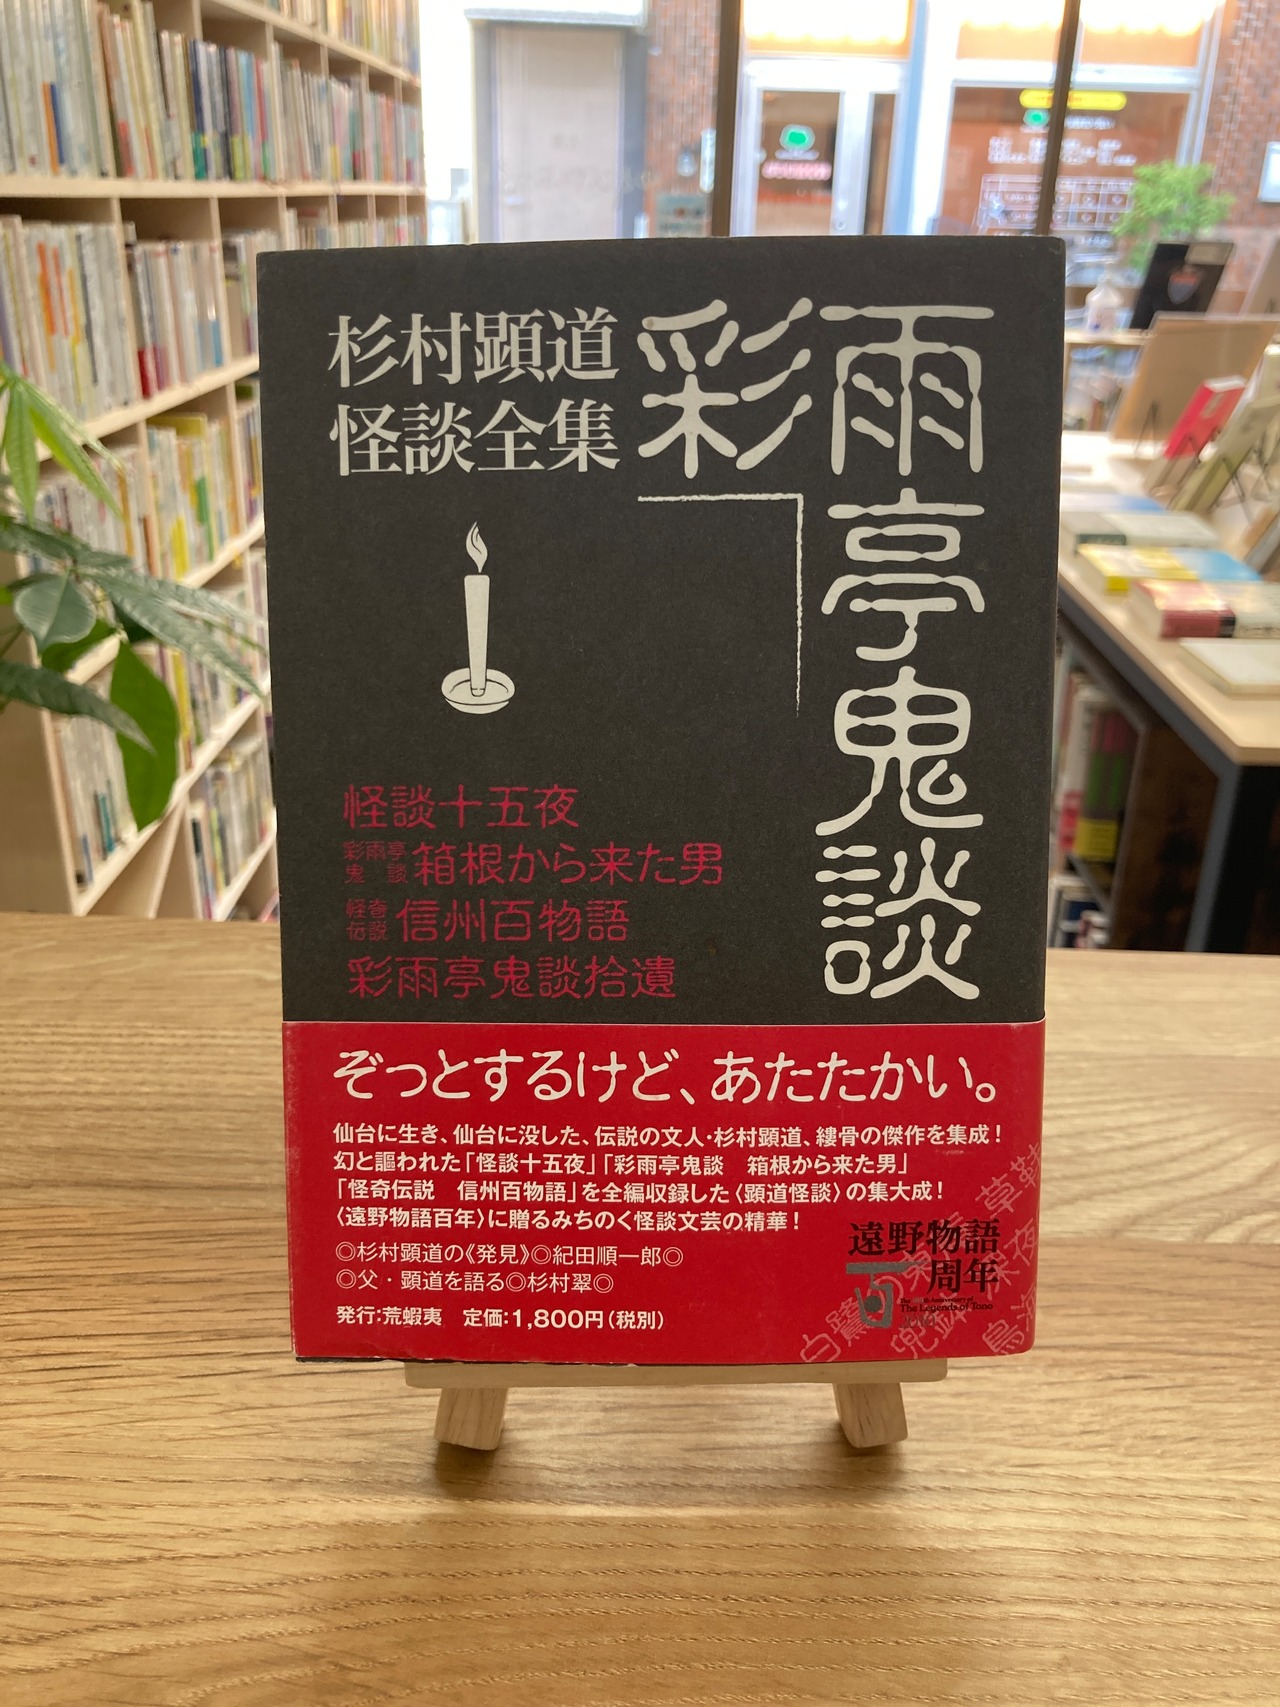 彩雨亭鬼談
杉村顕道
怪談全集
怪談十五夜
彩雨亭鬼談 箱根から来た男
怪奇伝説 信州百物語
彩雨亭鬼談拾遺
ぞっとするけど、あたたかい。
仙台に生き、仙台に没した、伝説の文人・杉村顕道、縷骨の傑作を集成!
幻と謳われた「怪談十五夜」「彩雨亭鬼談 箱根から来た男」
「怪奇伝説 信州百物語」を全編収録した〈顕道怪談〉の集大成!
〈遠野物語百年〉に贈るみちのく怪談文芸の精華!
◎杉村顕道の《発見》◎紀田順一郎◎
◎父・顕道を語る◎杉村翠◎
発行:荒蝦夷 定価:1,800円(税別)
遠野物語
百周年
The Legends of Tono